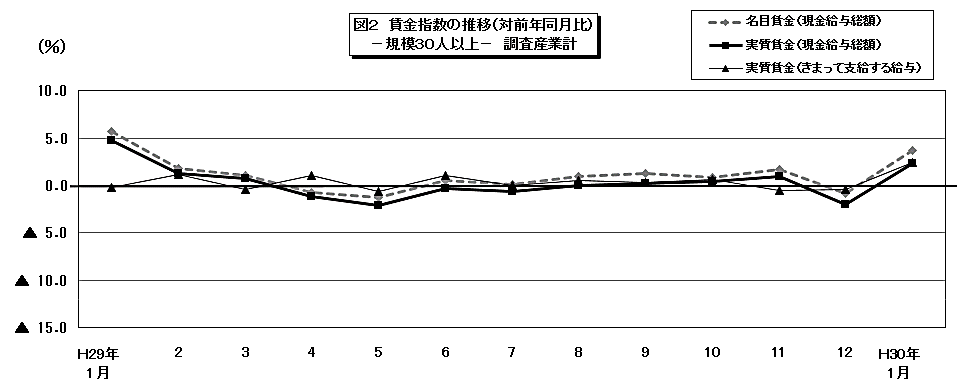 図2 賃金指数の推移(対前年同月比)
-規模30人以上- 調査産業計
名目賃金(現金給与総額)
実質賃金(現金給与総額)
実質賃金(きまって支給する給与)
(%)
10.0
5.0
0.0
▲ 5.0
▲ 10.0
▲ 15.0
H29年 2 3 4 5 6 7 8 9 10 11 12 H30年
1月 1月